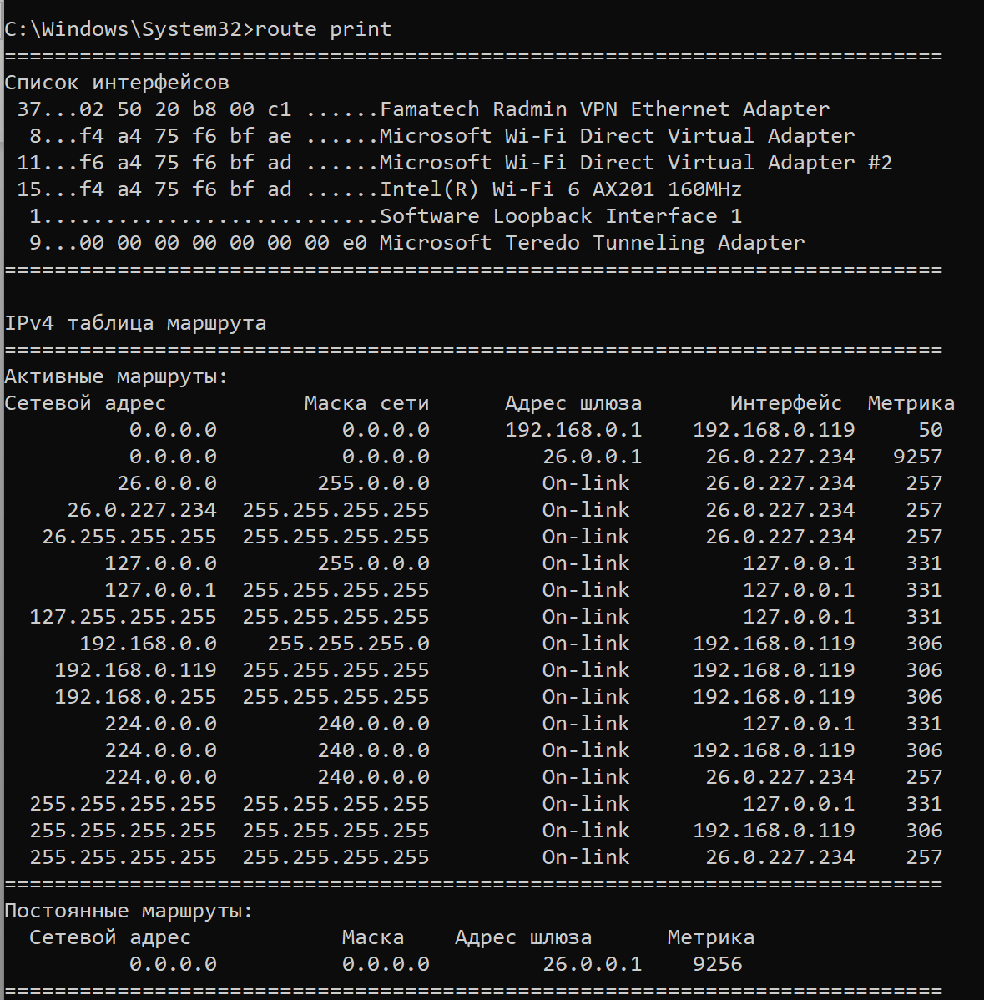 C:\Windows\System32>route print
===========================================================================
Список интерфейсов
 37...02 50 20 b8 00 c1 ......Famatech Radmin VPN Ethernet Adapter
  8...f4 a4 75 f6 bf ae ......Microsoft Wi-Fi Direct Virtual Adapter
 11...f6 a4 75 f6 bf ad ......Microsoft Wi-Fi Direct Virtual Adapter #2
 15...f4 a4 75 f6 bf ad ......Intel(R) Wi-Fi 6 AX201 160MHz
  1...........................Software Loopback Interface 1
  9...00 00 00 00 00 00 00 e0 Microsoft Teredo Tunneling Adapter
===========================================================================
IPv4 таблица маршрута
===========================================================================
Активные маршруты:
Сетевой адрес           Маска сети      Адрес шлюза       Интерфейс  Метрика
          0.0.0.0          0.0.0.0      192.168.0.1    192.168.0.119     50
          0.0.0.0          0.0.0.0         26.0.0.1     26.0.227.234   9257
         26.0.0.0        255.0.0.0         On-link      26.0.227.234    257
     26.0.227.234  255.255.255.255         On-link      26.0.227.234    257
   26.255.255.255  255.255.255.255         On-link      26.0.227.234    257
        127.0.0.0        255.0.0.0         On-link         127.0.0.1    331
        127.0.0.1  255.255.255.255         On-link         127.0.0.1    331
  127.255.255.255  255.255.255.255         On-link         127.0.0.1    331
      192.168.0.0    255.255.255.0         On-link     192.168.0.119    306
    192.168.0.119  255.255.255.255         On-link     192.168.0.119    306
    192.168.0.255  255.255.255.255         On-link     192.168.0.119    306
        224.0.0.0        240.0.0.0         On-link         127.0.0.1    331
        224.0.0.0        240.0.0.0         On-link     192.168.0.119    306
        224.0.0.0        240.0.0.0         On-link      26.0.227.234    257
  255.255.255.255  255.255.255.255         On-link         127.0.0.1    331
  255.255.255.255  255.255.255.255         On-link     192.168.0.119    306
  255.255.255.255  255.255.255.255         On-link      26.0.227.234    257
===========================================================================
Постоянные маршруты:
  Сетевой адрес            Маска    Адрес шлюза      Метрика
          0.0.0.0          0.0.0.0         26.0.0.1    9256
===========================================================================